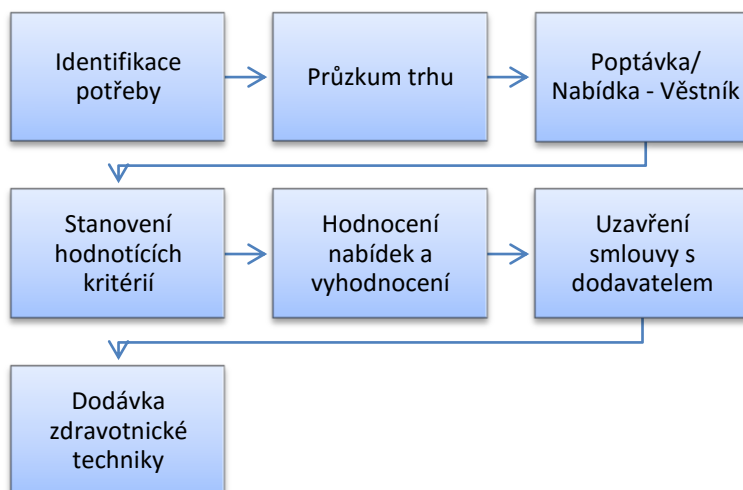 Identifikace
potřeby
Průzkum trhu
Poptávka/
Nabídka - Věstník
Stanovení
hodnotících
kritérií
Hodnocení
nabídek a
vyhodnocení
Uzavření
smlouvy s
dodavatelem
Dodávka
zdravotnické
techniky